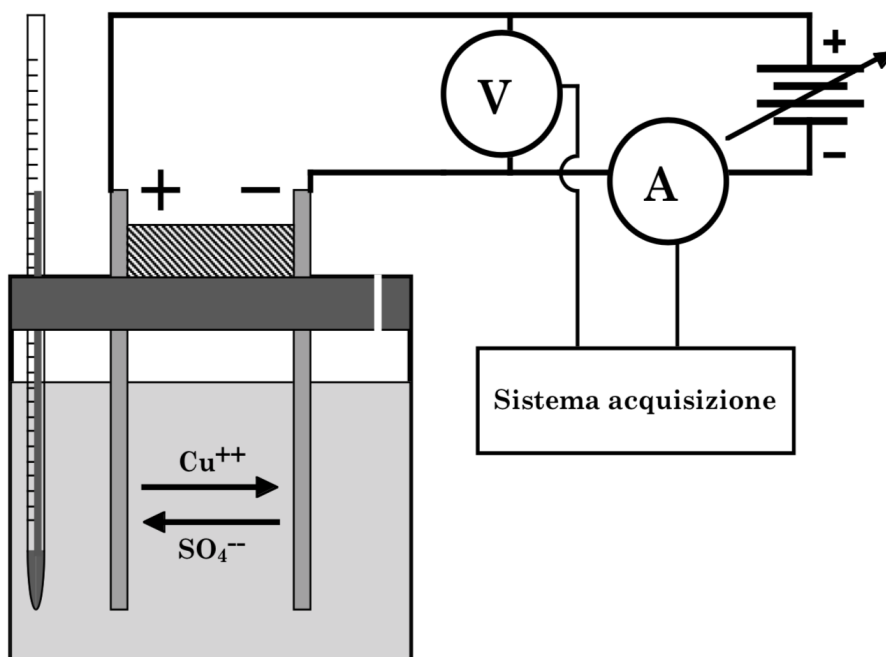 +
V
+ −
A
−
Sistema acquisizione
Cu++
SO4--